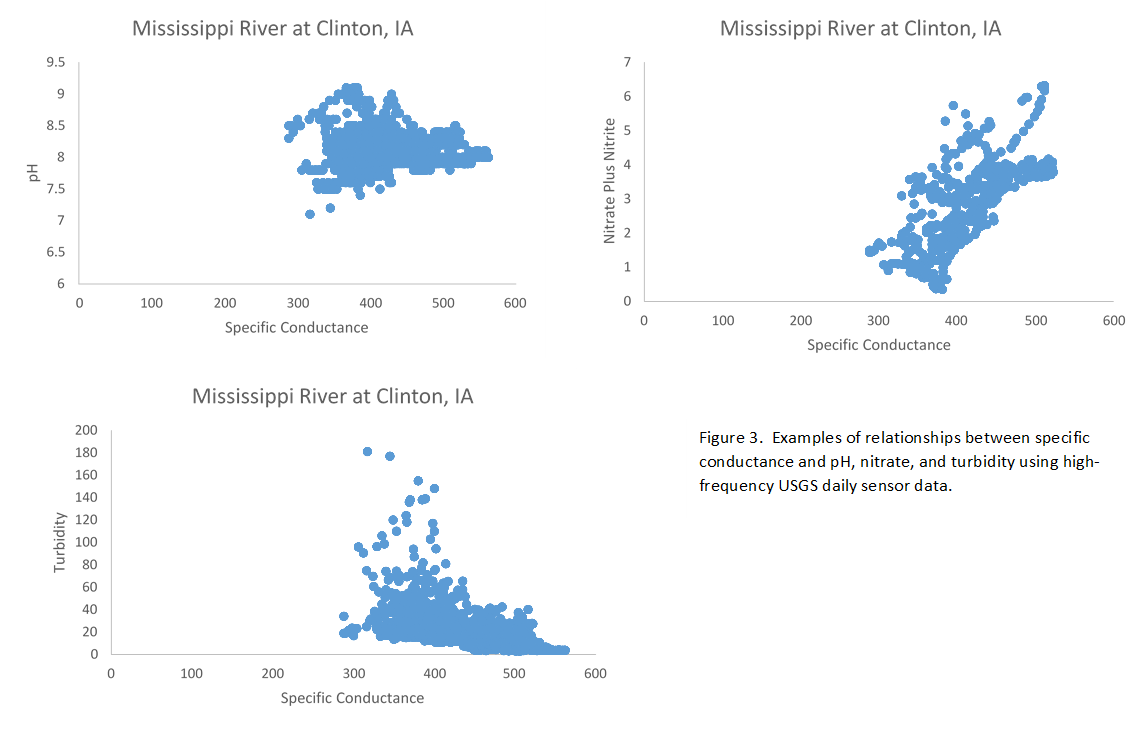 Mississippi River at Clinton, IA
9.5
9
8.5
8
7.5
7
6.5
6
pH
0 100 200 300 400 500 600
Specific Conductance
Mississippi River at Clinton, IA
7
6
5
4
3
2
1
0
Nitrate Plus Nitrite
0 100 200 300 400 500 600
Specific Conductance
Mississippi River at Clinton, IA
200
180
160
140
120
100
80
60
40
20
0
Turbidity
0 100 200 300 400 500 600
Specific Conductance
Figure 3.  Examples of relationships between specific
conductance and pH, nitrate, and turbidity using high-
frequency USGS daily sensor data.